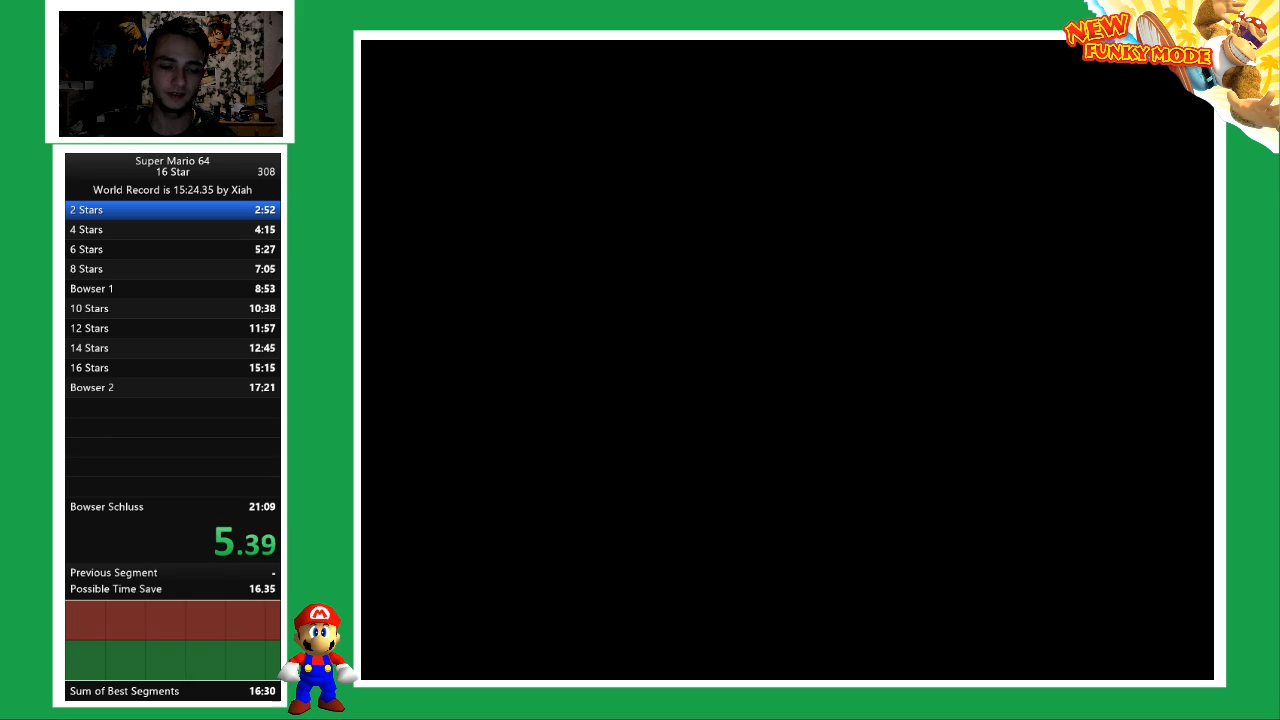 NEW
FUNKY MODE
Super Mario 64
16 Star 308
World Record is 15:24.35 by Xiah
2 Stars 2:52
4 Stars 4:15
6 Stars 5:27
8 Stars 7:05
Bowser 1 8:53
10 Stars 10:38
12 Stars 11:57
14 Stars 12:45
16 Stars 15:15
Bowser 2 17:21
Bowser Schluss 21:09
5.39
Previous Segment -
Possible Time Save 16.35
Sum of Best Segments 16:30
M